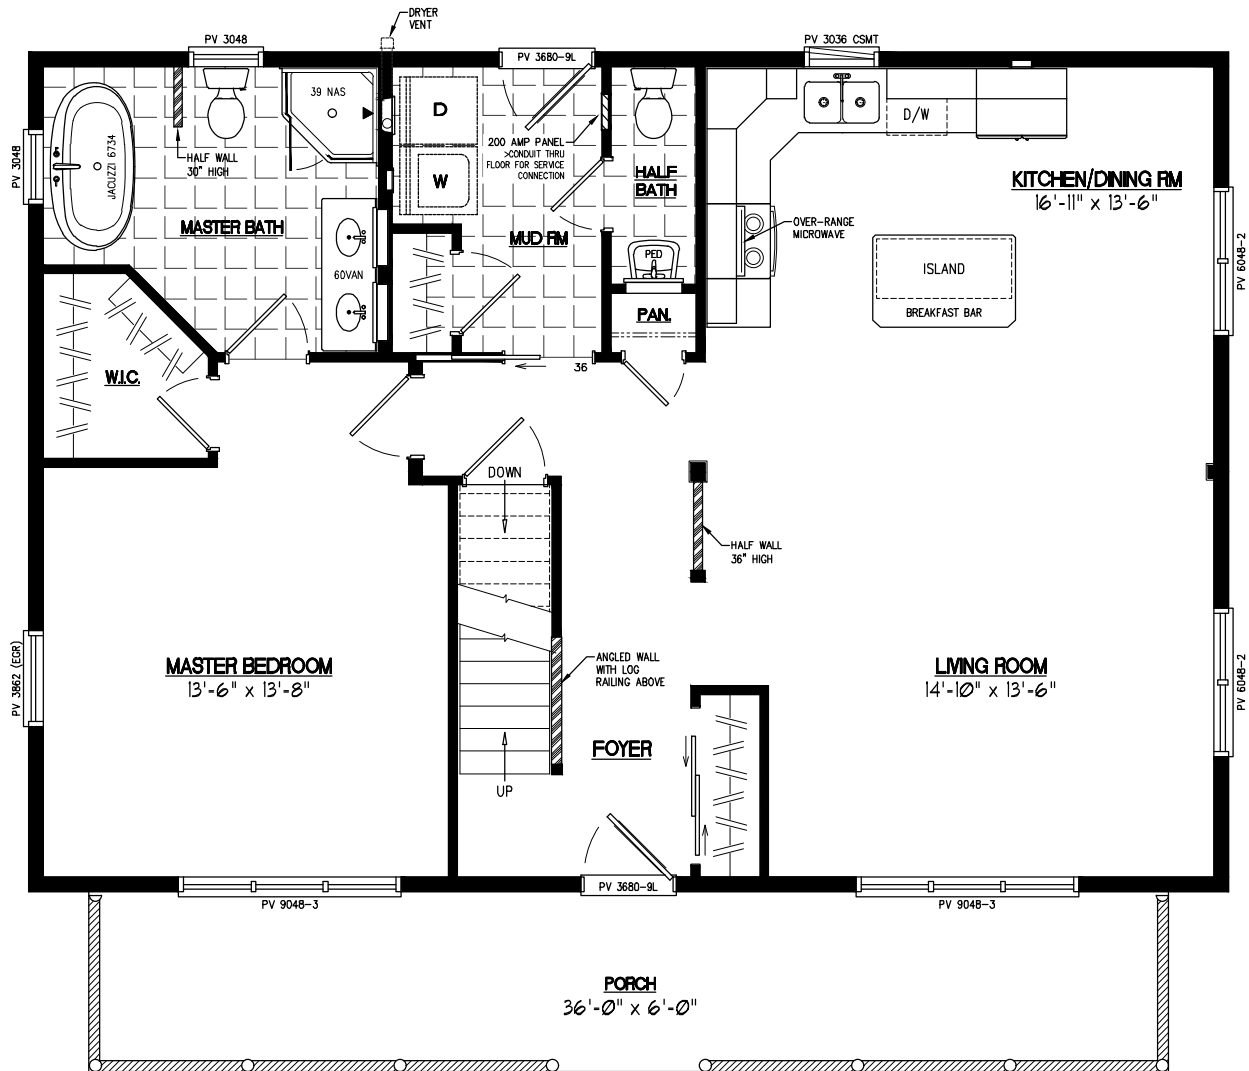 DRYER
VENT
PV 3048
PV 3680-9L
PV 3036 CSMT
39 NAS
D
W
200 AMP PANEL
>CONDUIT THRU
FLOOR FOR SERVICE
CONNECTION
D/W
PV 3048
JACUZZI 6734
HALF WALL
30" HIGH
HALF
BATH
KITCHEN/DINING RM
16'-11" x 13'-6"
MASTER BATH
MUD RM
OVER-RANGE
MICROWAVE
PED
60VAN
ISLAND
BREAKFAST BAR
PV 6048-2
PAN.
W.I.C.
36
DOWN
HALF WALL
36" HIGH
PV 3862 (EGR)
MASTER BEDROOM
13'-6" x 13'-8"
ANGLED WALL
WITH LOG
RAILING ABOVE
LIVING ROOM
14'-10" x 13'-6"
PV 6048-2
FOYER
UP
PV 9048-3
PV 3680-9L
PV 9048-3
PORCH
36'-0" x 6'-0"